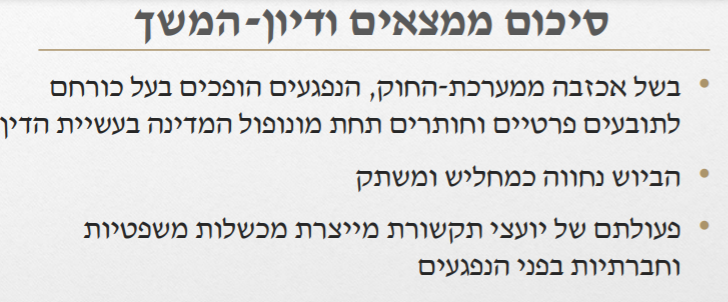 סיכום ממצאים ודיון-המשך
בשל אכזבה ממערכת-החוק, הנפגעים הופכים בעל כורחם
לתובעים פרטיים וחותרים תחת מונופול המדינה בעשיית הדין
הביוש נחווה כמחליש ומשתק
פעולתם של יועצי תקשורת מייצרת מכשלות משפטיות
וחברתיות בפני הנפגעים